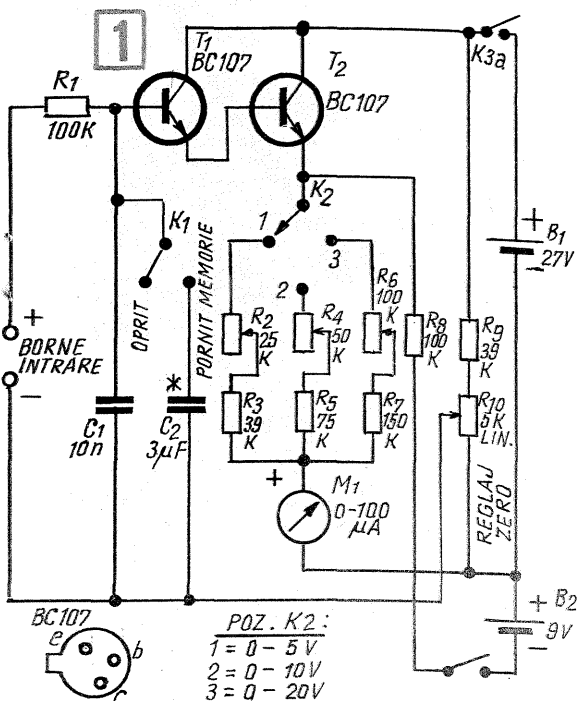 1
T1
BC107
T2
BC107
K3a
R1
100K
K1
K2
1
3
2
OPRIT
PORNIT MEMORIE
+
BORNE
INTRARE
−
+
B1
27V
−
R2
25
K
R4
50
K
R6
100
K
R8
100
K
R9
39
K
R3
39
K
R5
75
K
R7
150
K
R10
5K
LIN.
REGLAJ
ZERO
C1
10n
*
C2
3µF
+
M1
0-100
µA
+
B2
9V
−
BC107
e
b
c
POZ. K2:
1 = 0 - 5V
2 = 0 - 10V
3 = 0 - 20V